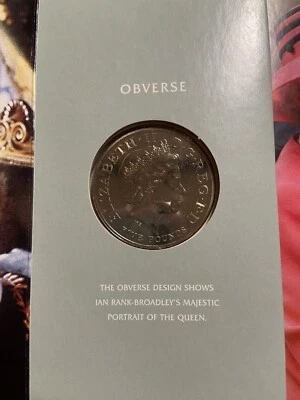 OBVERSE
ELIZABETH · II · D · G · REG · F · D
FIVE POUNDS
THE OBVERSE DESIGN SHOWS
IAN RANK-BROADLEY'S MAJESTIC
PORTRAIT OF THE QUEEN.